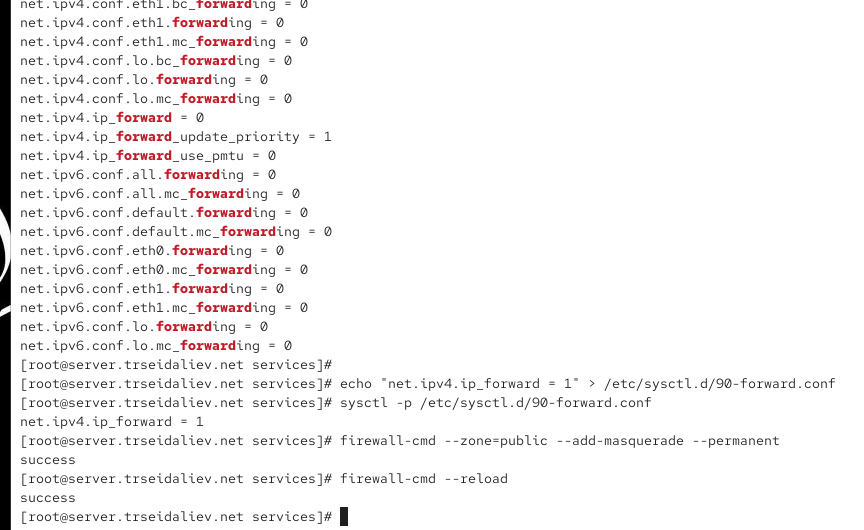 net.ipv4.conf.eth1.bc_forwarding = 0
net.ipv4.conf.eth1.forwarding = 0
net.ipv4.conf.eth1.mc_forwarding = 0
net.ipv4.conf.lo.bc_forwarding = 0
net.ipv4.conf.lo.forwarding = 0
net.ipv4.conf.lo.mc_forwarding = 0
net.ipv4.ip_forward = 0
net.ipv4.ip_forward_update_priority = 1
net.ipv4.ip_forward_use_pmtu = 0
net.ipv6.conf.all.forwarding = 0
net.ipv6.conf.all.mc_forwarding = 0
net.ipv6.conf.default.forwarding = 0
net.ipv6.conf.default.mc_forwarding = 0
net.ipv6.conf.eth0.forwarding = 0
net.ipv6.conf.eth0.mc_forwarding = 0
net.ipv6.conf.eth1.forwarding = 0
net.ipv6.conf.eth1.mc_forwarding = 0
net.ipv6.conf.lo.forwarding = 0
net.ipv6.conf.lo.mc_forwarding = 0
[root@server.trseidaliev.net services]#
[root@server.trseidaliev.net services]# echo "net.ipv4.ip_forward = 1" > /etc/sysctl.d/90-forward.conf
[root@server.trseidaliev.net services]# sysctl -p /etc/sysctl.d/90-forward.conf
net.ipv4.ip_forward = 1
[root@server.trseidaliev.net services]# firewall-cmd --zone=public --add-masquerade --permanent
success
[root@server.trseidaliev.net services]# firewall-cmd --reload
success
[root@server.trseidaliev.net services]#